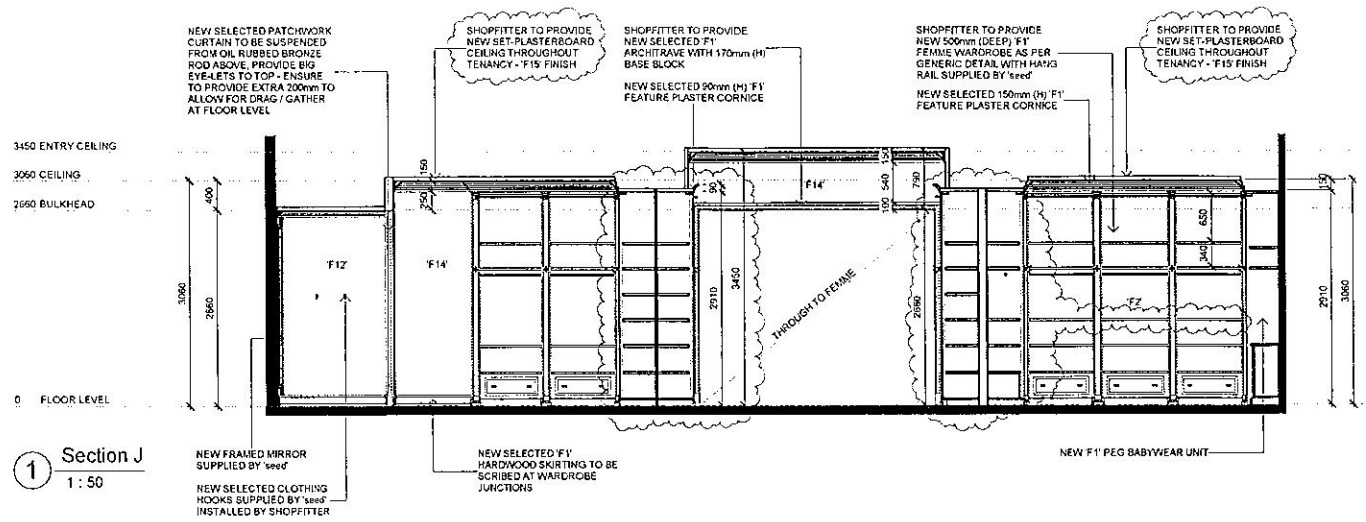 NEW SELECTED PATCHWORK
CURTAIN TO BE SUSPENDED
FROM OIL RUBBED BRONZE
ROD ABOVE, PROVIDE BIG
EYE-LETS TO TOP - ENSURE
TO PROVIDE EXTRA 200mm TO
ALLOW FOR DRAG / GATHER
AT FLOOR LEVEL
SHOPFITTER TO PROVIDE
NEW SET-PLASTERBOARD
CEILING THROUGHOUT
TENANCY - 'F15' FINISH
SHOPFITTER TO PROVIDE
NEW SELECTED 'F1'
ARCHITRAVE WITH 170mm (H)
BASE BLOCK
NEW SELECTED 90mm (H) 'F1'
FEATURE PLASTER CORNICE
SHOPFITTER TO PROVIDE
NEW 500mm (DEEP) 'F1'
FEMME WARDROBE AS PER
GENERIC DETAIL WITH HANG
RAIL SUPPLIED BY 'seed'
NEW SELECTED 150mm (H) 'F1'
FEATURE PLASTER CORNICE
SHOPFITTER TO PROVIDE
NEW SET-PLASTERBOARD
CEILING THROUGHOUT
TENANCY - 'F15' FINISH
3450 ENTRY CEILING
3060 CEILING
2660 BULKHEAD
0 FLOOR LEVEL
3060
400
2660
150
250
'F12'
'F14'
90
2910
3450
'F14'
150
540
100
790
2660
THROUGH TO FEMME
650
340
'F2'
150
2910
3060
1
Section J
1 : 50
NEW FRAMED MIRROR
SUPPLIED BY 'seed'
NEW SELECTED CLOTHING
HOOKS SUPPLIED BY 'seed'
INSTALLED BY SHOPFITTER
NEW SELECTED 'F1'
HARDWOOD SKIRTING TO BE
SCRIBED AT WARDROBE
JUNCTIONS
NEW 'F1' PEG BABYWEAR UNIT